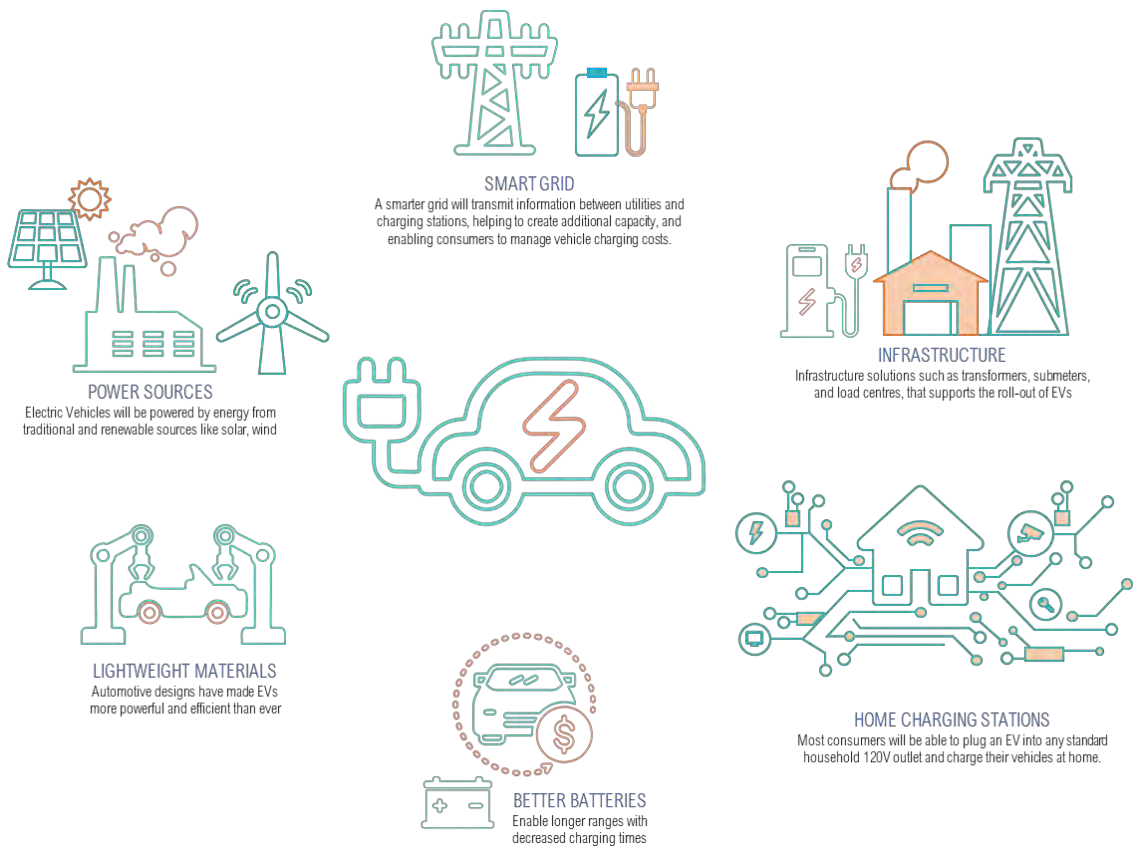 SMART GRID
A smarter grid will transmit information between utilities and
charging stations, helping to create additional capacity, and
enabling consumers to manage vehicle charging costs.
INFRASTRUCTURE
Infrastructure solutions such as transformers, submeters,
and load centres, that supports the roll-out of EVs
POWER SOURCES
Electric Vehicles will be powered by energy from
traditional and renewable sources like solar, wind
LIGHTWEIGHT MATERIALS
Automotive designs have made EVs
more powerful and efficient than ever
HOME CHARGING STATIONS
Most consumers will be able to plug an EV into any standard
household 120V outlet and charge their vehicles at home.
$
BETTER BATTERIES
Enable longer ranges with
decreased charging times